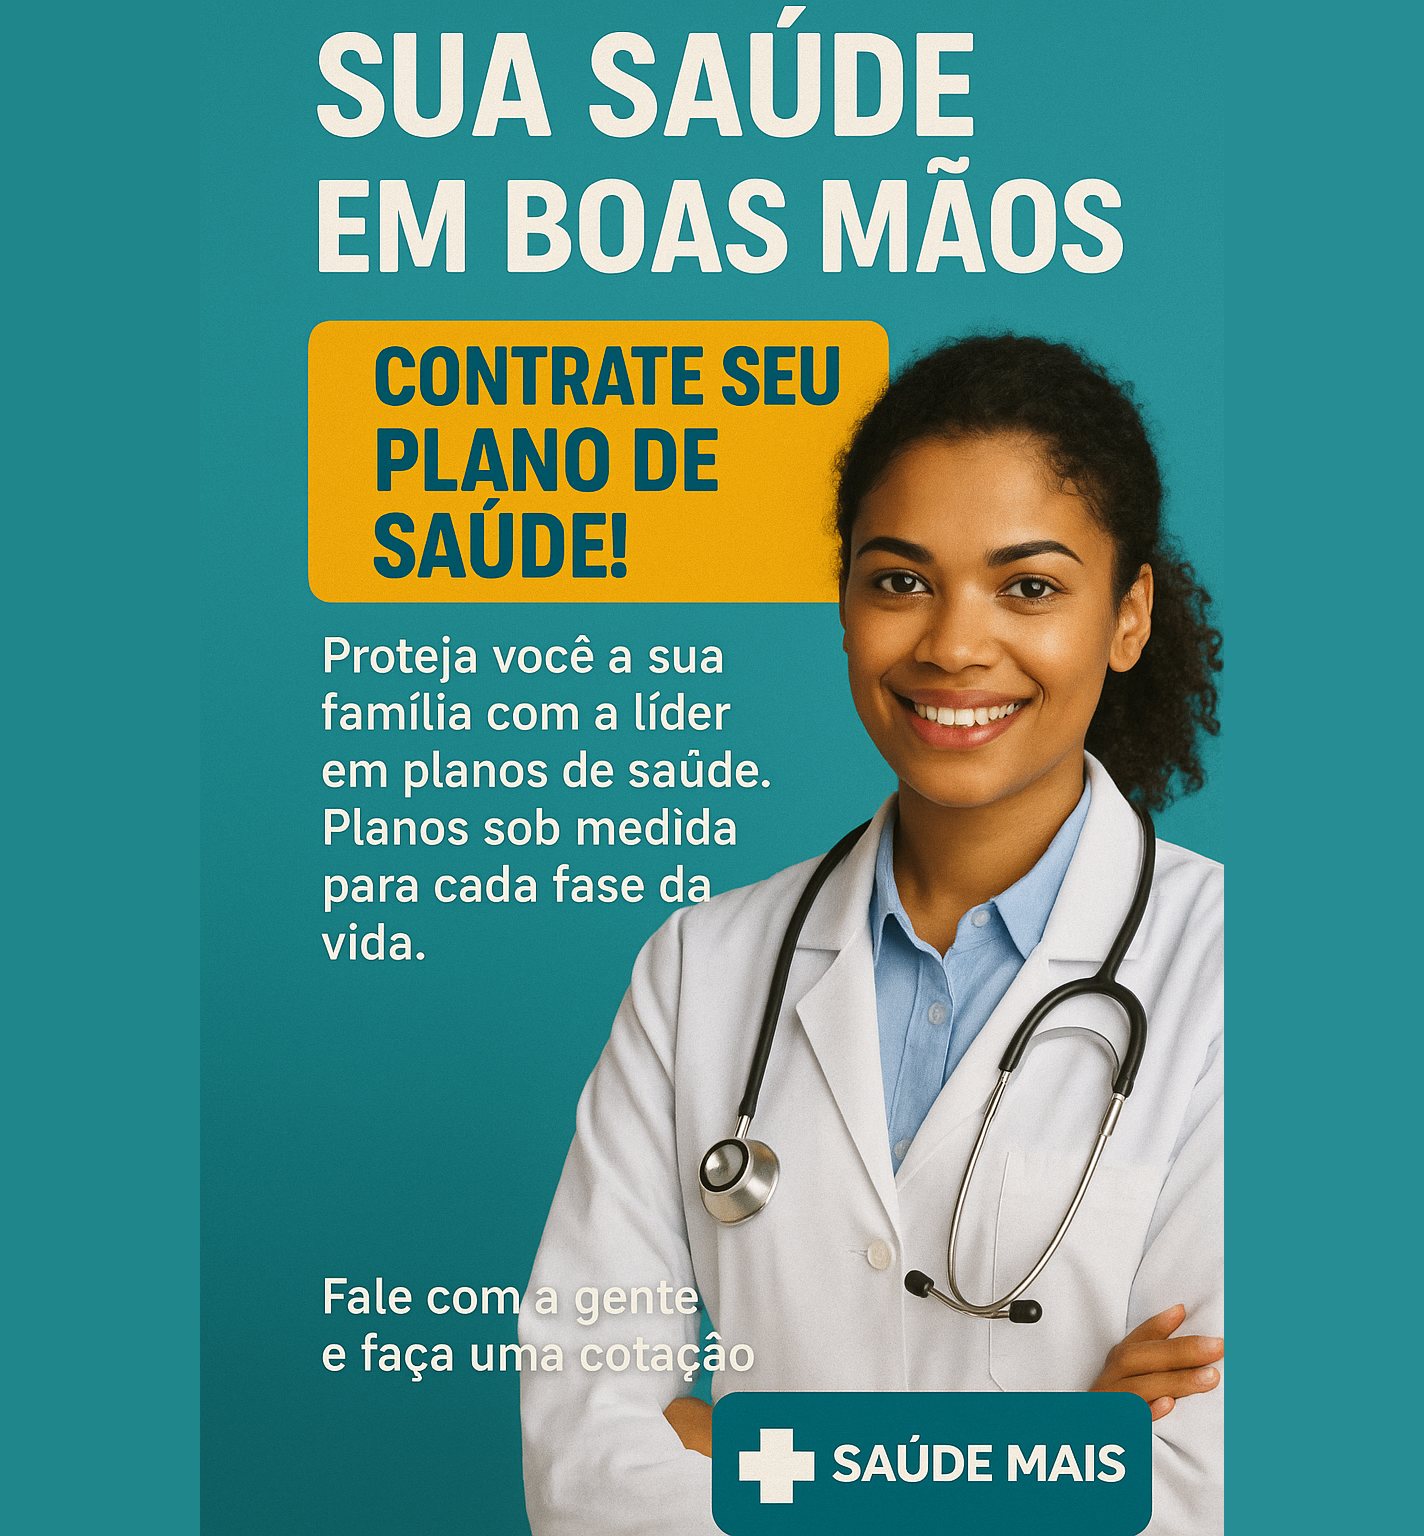 SUA SAÚDE
EM BOAS MÃOS
CONTRATE SEU
PLANO DE
SAÚDE!
Proteja você a sua
família com a líder
em planos de saûde.
Planos sob medìda
para cada fase da
vida.
Fale com a gente
e faça uma cotaçâo
SAÚDE MAIS